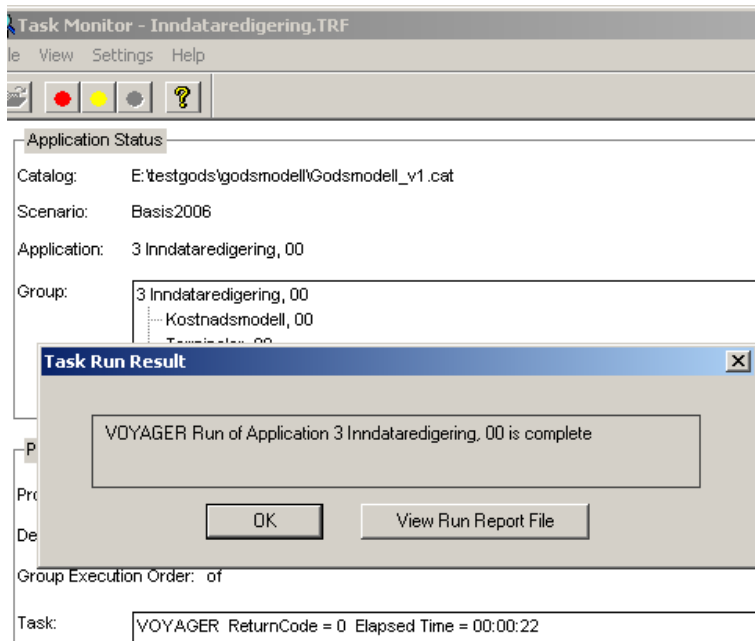 Task Monitor - Inndataredigering.TRF
View Settings Help
Application Status
Catalog: E:\testgods\godsmodell\Godsmodell_v1.cat
Scenario: Basis2006
Application: 3 Inndataredigering, 00
Group: 3 Inndataredigering, 00
Kostnadsmodell, 00
Task Run Result
VOYAGER Run of Application 3 Inndataredigering, 00 is complete
OK View Run Report File
Group Execution Order: of
Task: VOYAGER ReturnCode = 0 Elapsed Time = 00:00:22